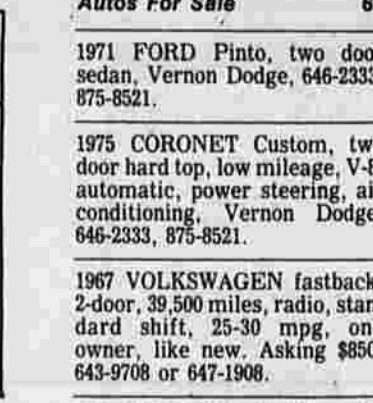 Autos For Sale 6
1971 FORD Pinto, two doo
sedan, Vernon Dodge, 646-2333
875-8521.
1975 CORONET Custom, tw
door hard top, low mileage, V-8
automatic, power steering, ai
conditioning, Vernon Dodge
646-2333, 875-8521.
1967 VOLKSWAGEN fastback
2-door, 39,500 miles, radio, stan
dard shift, 25-30 mpg, on
owner, like new. Asking $850
643-9708 or 647-1908.